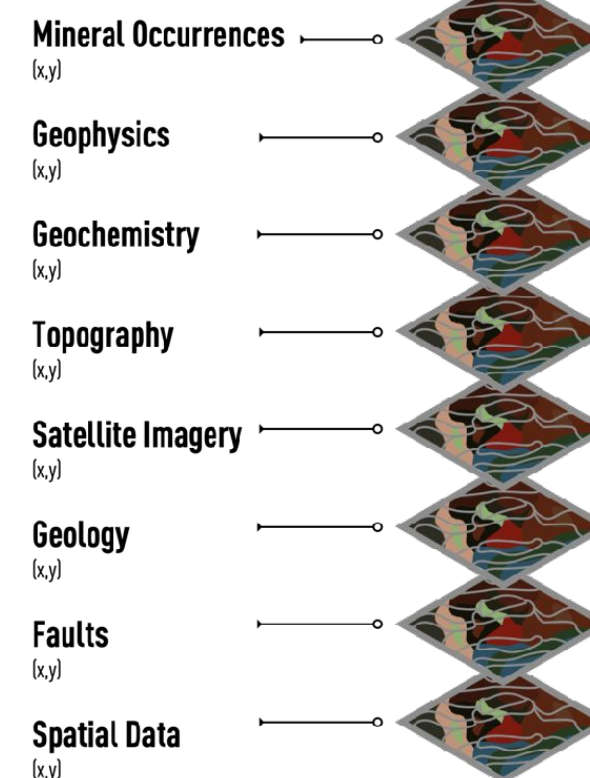 Mineral Occurrences
(x,y)
Geophysics
(x,y)
Geochemistry
(x,y)
Topography
(x,y)
Satellite Imagery
(x,y)
Geology
(x,y)
Faults
(x,y)
Spatial Data
(x,y)